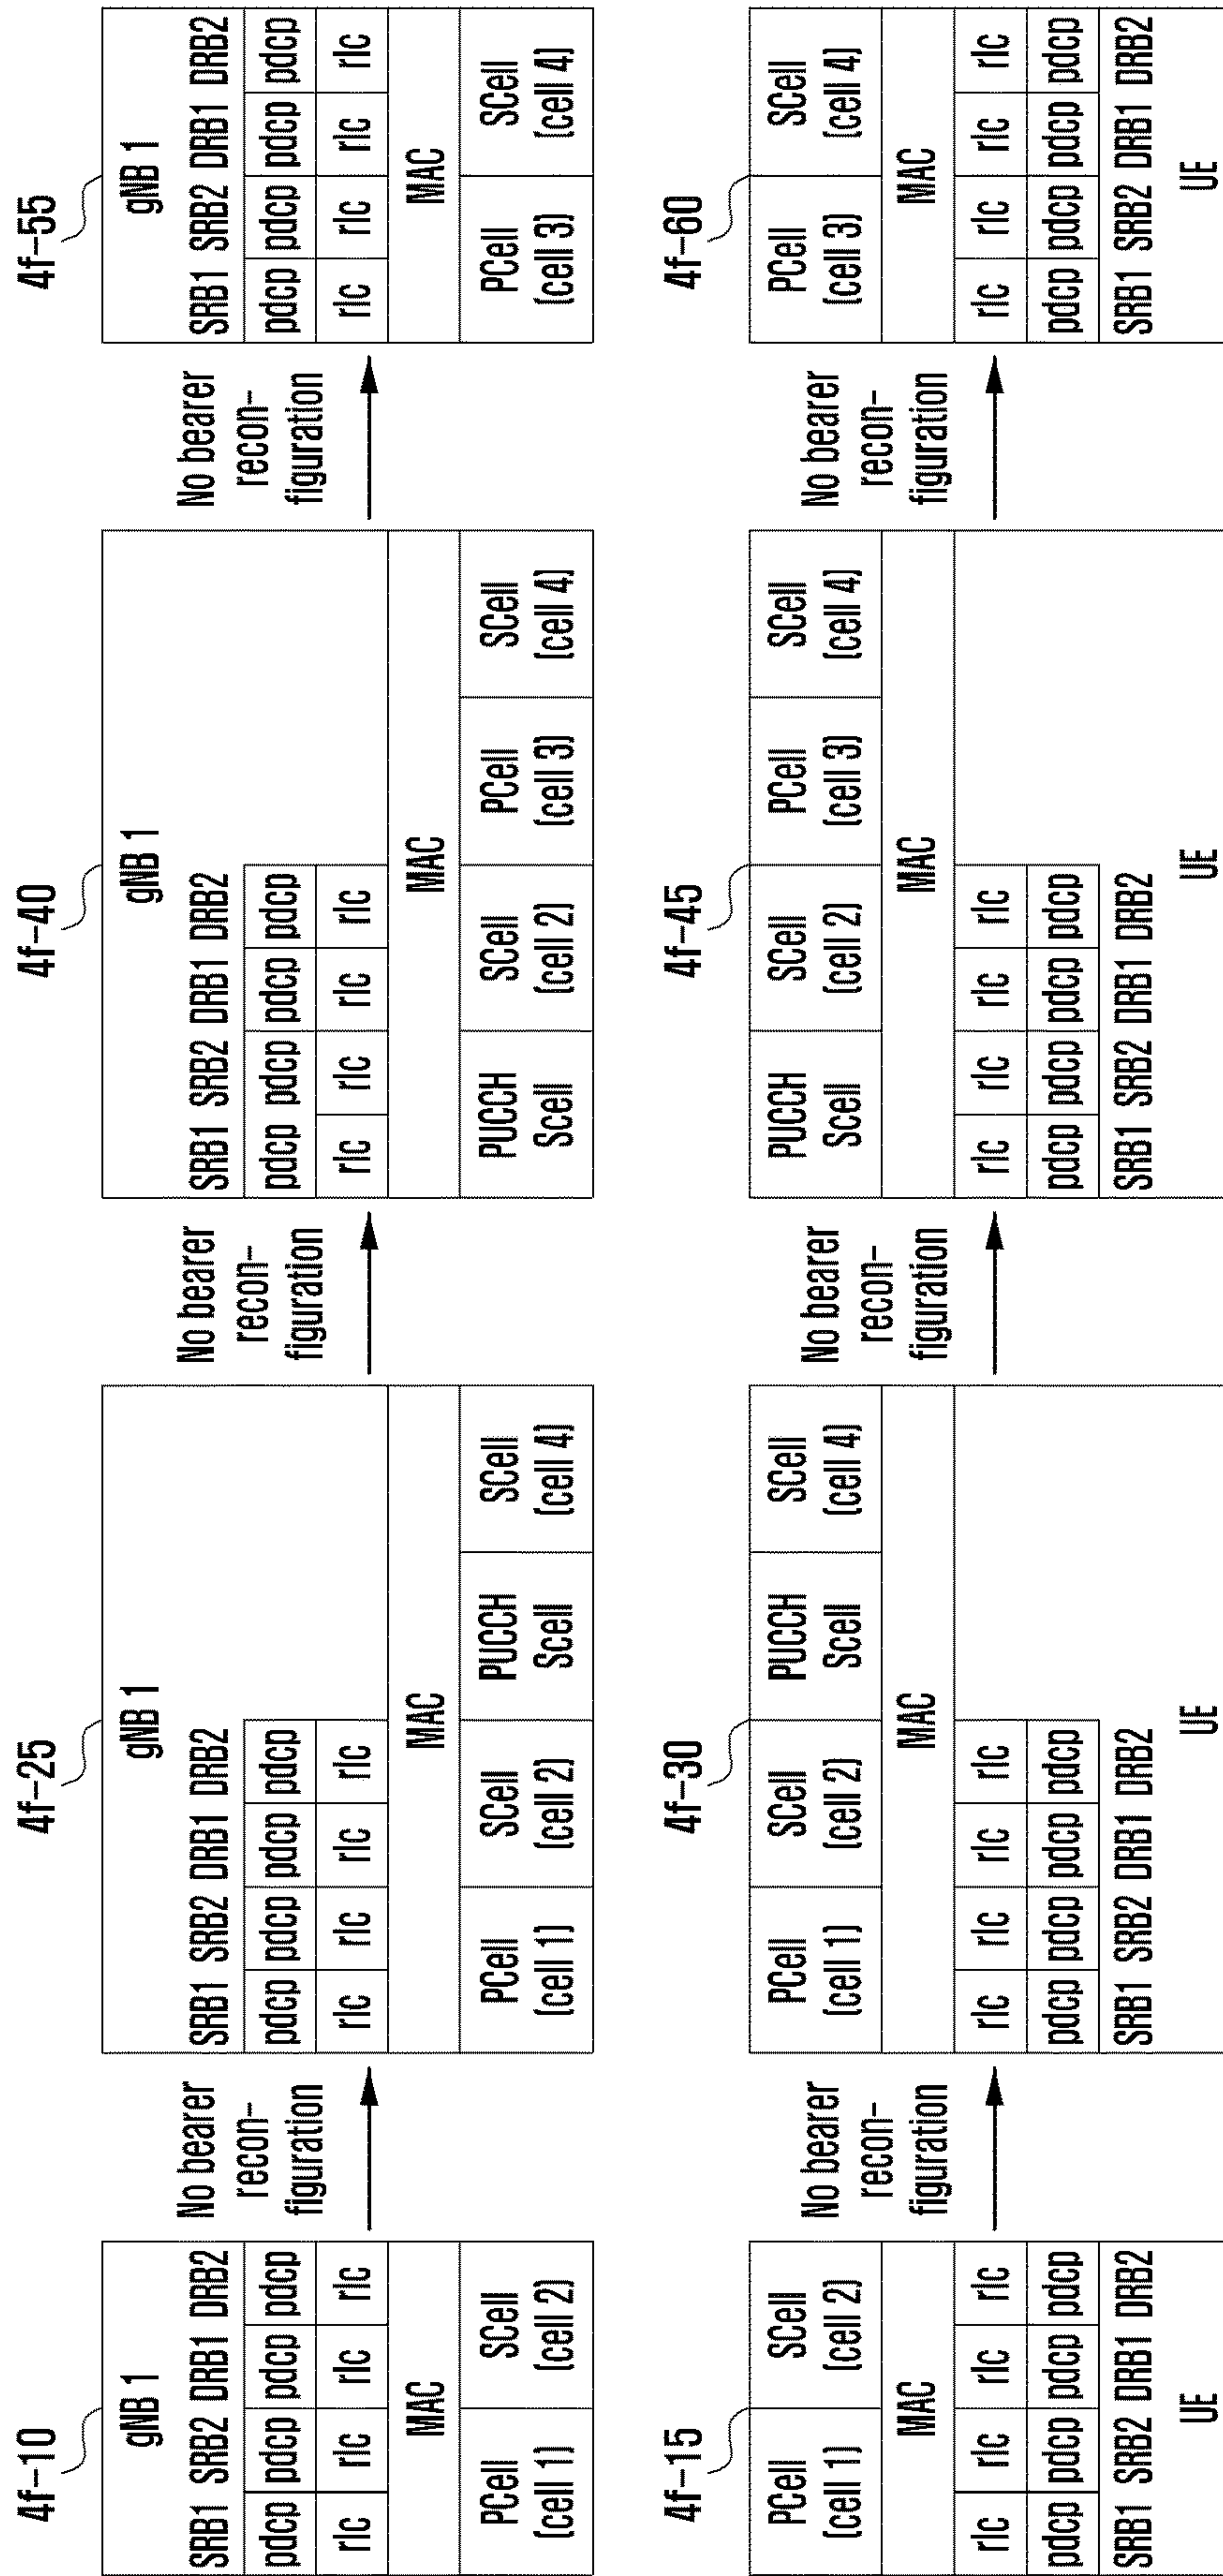 4f-10
gNB 1
SRB1 SRB2 DRB1 DRB2
pdcp pdcp pdcp pdcp
rlc rlc rlc rlc
MAC
PCell
(cell 1)
SCell
(cell 2)
No bearer
recon-
figuration
4f-25
gNB 1
SRB1 SRB2 DRB1 DRB2
pdcp pdcp pdcp pdcp
rlc rlc rlc rlc
MAC
PCell
(cell 1)
SCell
(cell 2)
PUCCH
Scell
SCell
(cell 4)
No bearer
recon-
figuration
4f-40
gNB 1
SRB1 SRB2 DRB1 DRB2
pdcp pdcp pdcp pdcp
rlc rlc rlc rlc
MAC
PUCCH
Scell
SCell
(cell 2)
PCell
(cell 3)
SCell
(cell 4)
No bearer
recon-
figuration
4f-55
gNB 1
SRB1 SRB2 DRB1 DRB2
pdcp pdcp pdcp pdcp
rlc rlc rlc rlc
MAC
PCell
(cell 3)
SCell
(cell 4)
4f-15
PCell
(cell 1)
SCell
(cell 2)
MAC
rlc rlc rlc rlc
pdcp pdcp pdcp pdcp
SRB1 SRB2 DRB1 DRB2
UE
No bearer
recon-
figuration
4f-30
PCell
(cell 1)
SCell
(cell 2)
PUCCH
Scell
SCell
(cell 4)
MAC
rlc rlc rlc rlc
pdcp pdcp pdcp pdcp
SRB1 SRB2 DRB1 DRB2
UE
No bearer
recon-
figuration
4f-45
PUCCH
Scell
SCell
(cell 2)
PCell
(cell 3)
SCell
(cell 4)
MAC
rlc rlc rlc rlc
pdcp pdcp pdcp pdcp
SRB1 SRB2 DRB1 DRB2
UE
No bearer
recon-
figuration
4f-60
PCell
(cell 3)
SCell
(cell 4)
MAC
rlc rlc rlc rlc
pdcp pdcp pdcp pdcp
SRB1 SRB2 DRB1 DRB2
UE